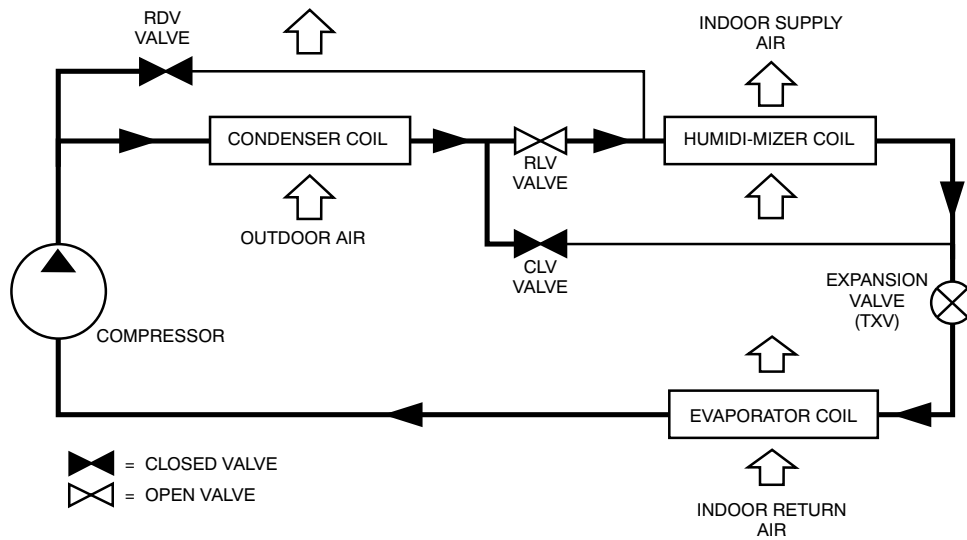 RDV
VALVE
INDOOR SUPPLY
AIR
CONDENSER COIL
RLV
VALVE
HUMIDI-MIZER COIL
OUTDOOR AIR
CLV
VALVE
EXPANSION
VALVE
(TXV)
COMPRESSOR
EVAPORATOR COIL
= CLOSED VALVE
= OPEN VALVE
INDOOR RETURN
AIR